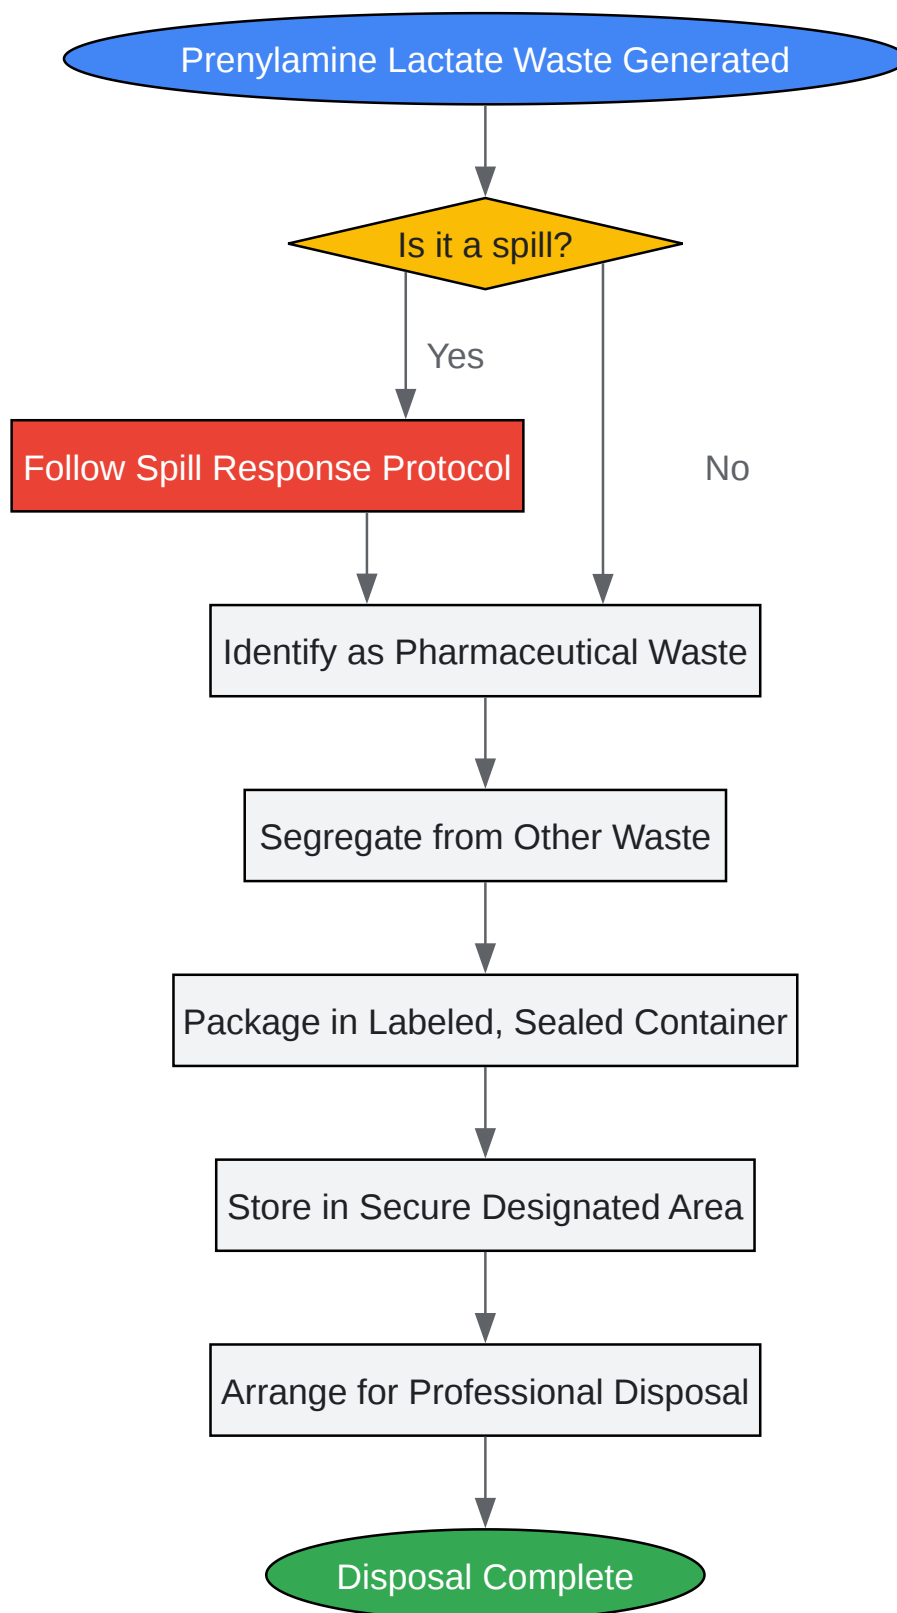 Prenylamine Lactate Waste Generated
Is it a spill?
Yes
Follow Spill Response Protocol
No
Identify as Pharmaceutical Waste
Segregate from Other Waste
Package in Labeled, Sealed Container
Store in Secure Designated Area
Arrange for Professional Disposal
Disposal Complete